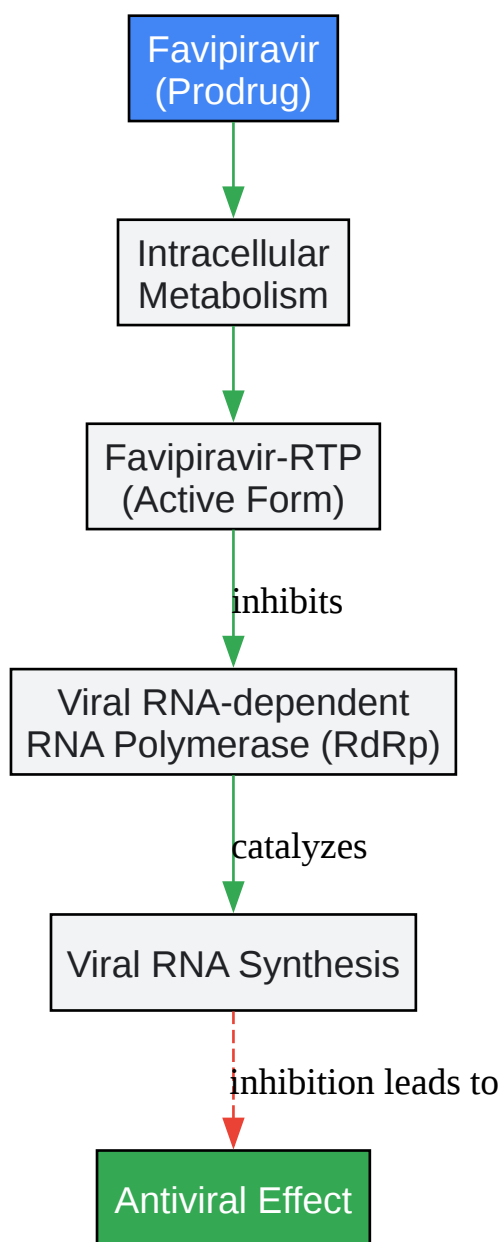 Favipiravir
(Prodrug)
Intracellular
Metabolism
Favipiravir-RTP
(Active Form)
inhibits
Viral RNA-dependent
RNA Polymerase (RdRp)
catalyzes
Viral RNA Synthesis
inhibition leads to
Antiviral Effect